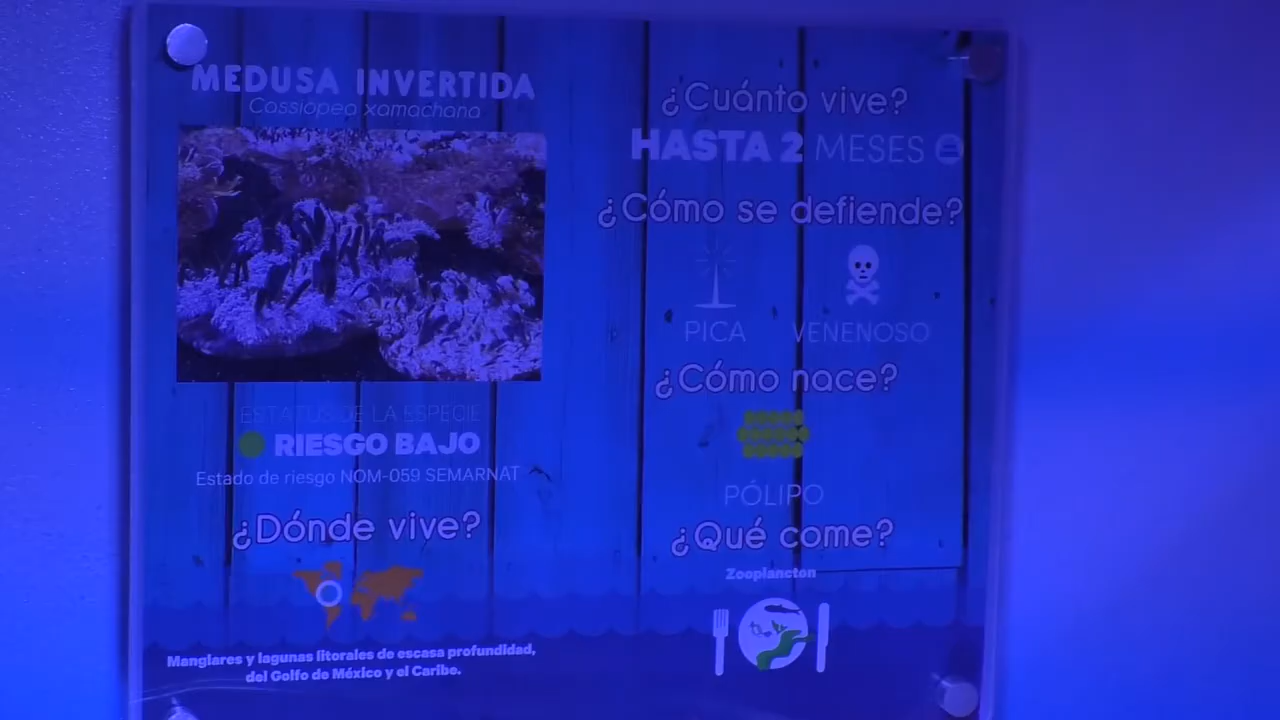 MEDUSA INVERTIDA
Cassiopea xamachana
ESTATUS DE LA ESPECIE
RIESGO BAJO
Estado de riesgo NOM-059 SEMARNAT
¿Dónde vive?
Manglares y lagunas litorales de escasa profundidad,
del Golfo de México y el Caribe.
¿Cuánto vive?
HASTA 2 MESES
¿Cómo se defiende?
PICA VENENOSO
¿Cómo nace?
PÓLIPO
¿Qué come?
Zooplancton